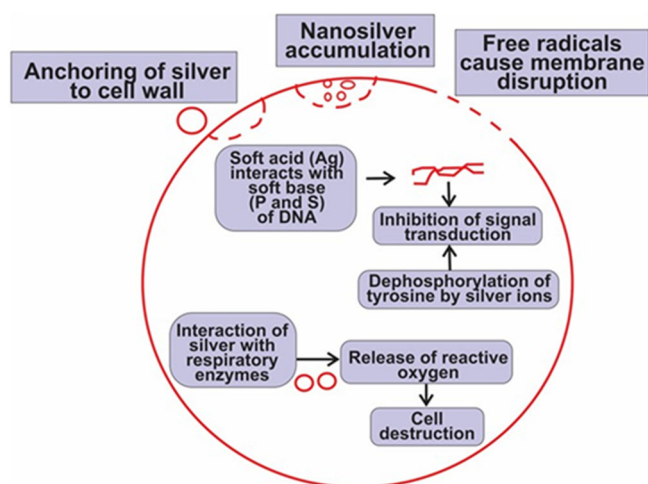 Anchoring of silver
to cell wall
Nanosilver
accumulation
Free radicals
cause membrane
disruption
Soft acid (Ag)
interacts with
soft base
(P and S)
of DNA
Inhibition of signal
transduction
Dephosphorylation of
tyrosine by silver ions
Interaction of
silver with
respiratory
enzymes
Release of reactive
oxygen
Cell
destruction